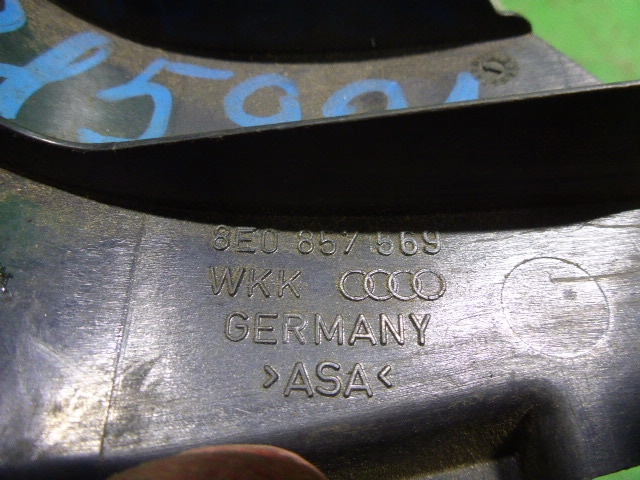 8E0 857 569
WKK
GERMANY
>ASA<